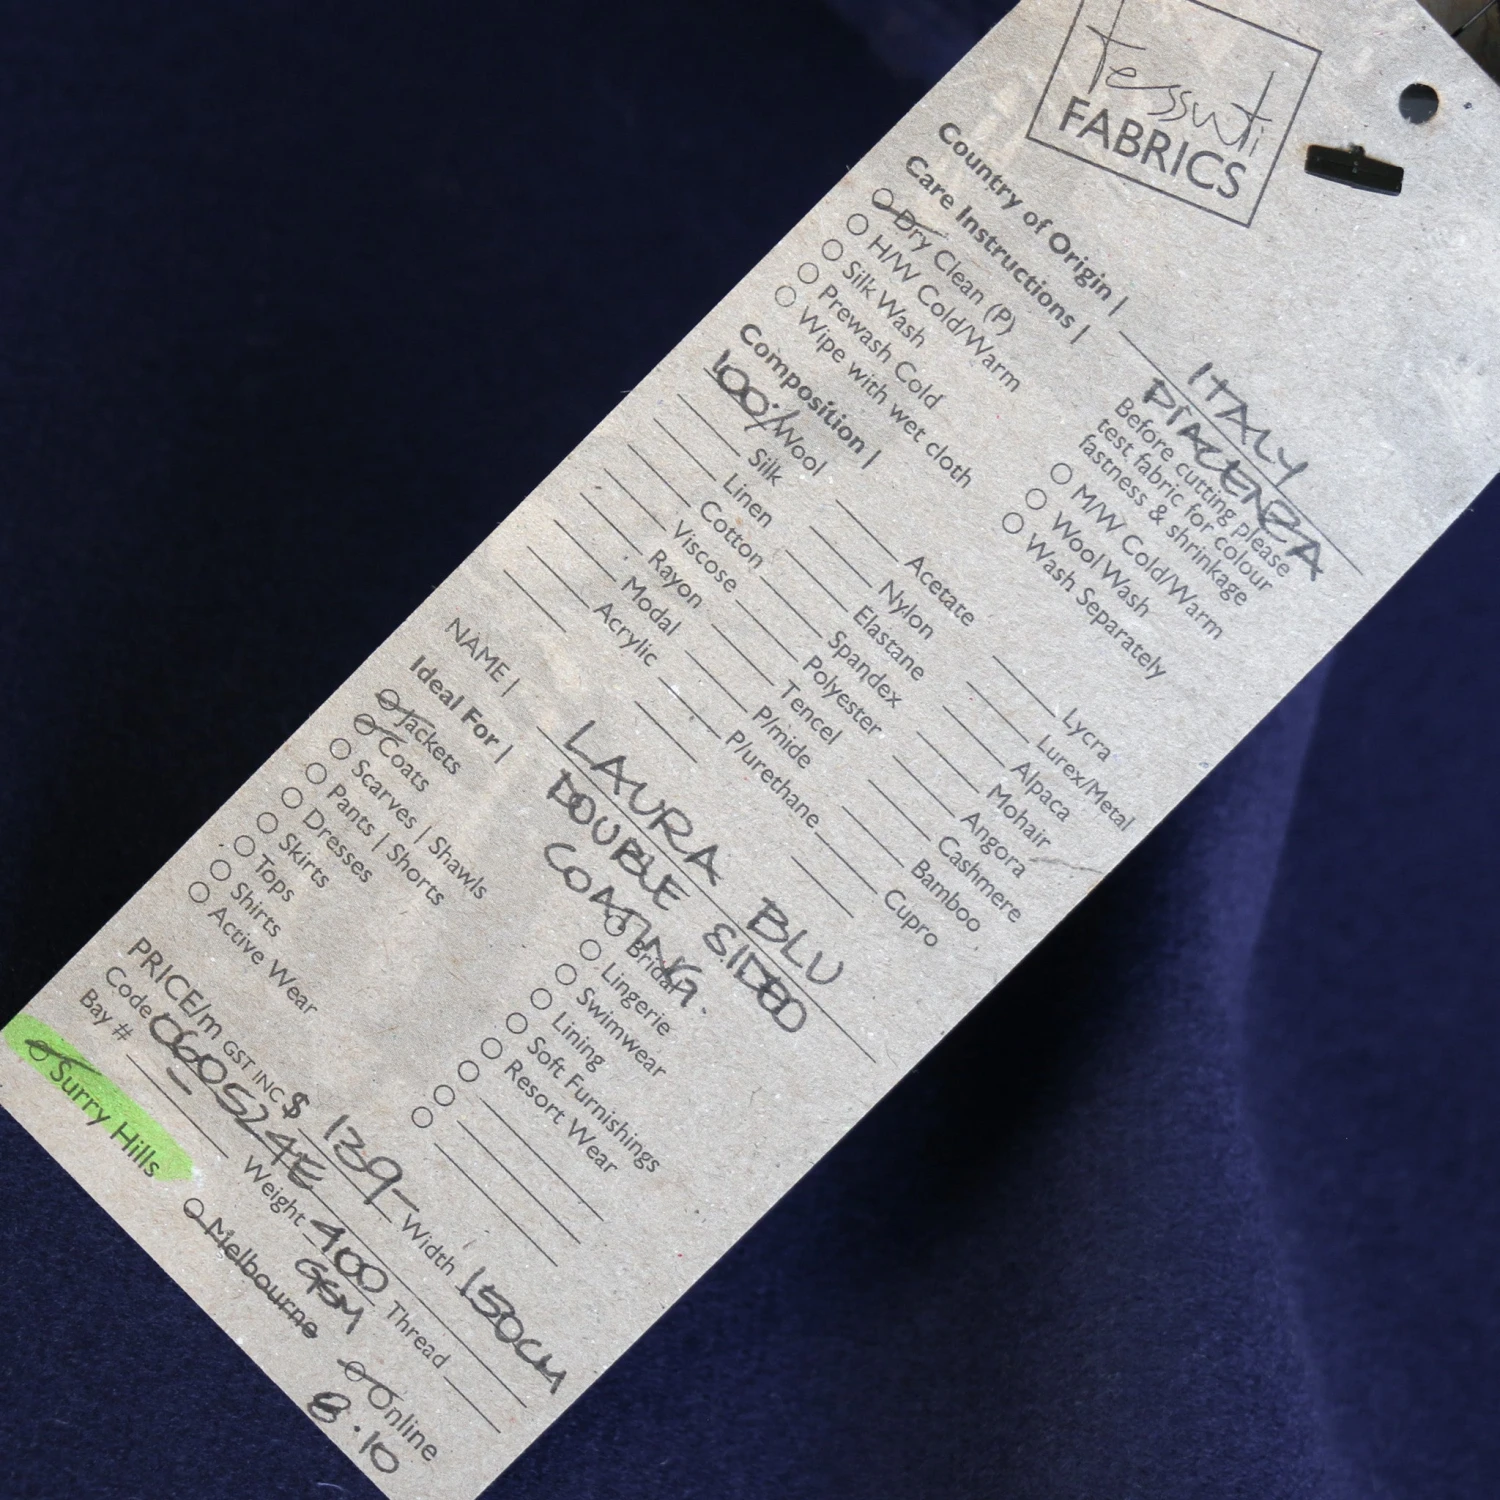 tessuti
FABRICS
Country of Origin | ITALY
PIACENZA
Care Instructions |
Dry Clean (P)
H/W Cold/Warm
Silk Wash
Prewash Cold
Wipe with wet cloth
Before cutting please
test fabric for colour
fastness & shrinkage
M/W Cold/Warm
Wool Wash
Wash Separately
Composition |
100% Wool
Silk
Linen
Cotton
Viscose
Rayon
Modal
Acrylic
Acetate
Nylon
Elastane
Spandex
Polyester
Tencel
P/mide
P/urethane
Lycra
Lurex/Metal
Alpaca
Mohair
Angora
Cashmere
Bamboo
Cupro
NAME | LAURA BLU
DOUBLE SIDED
COATING.
Ideal For |
Jackets
Coats
Scarves | Shawls
Pants | Shorts
Dresses
Skirts
Tops
Shirts
Active Wear
Bridal
Lingerie
Swimwear
Lining
Soft Furnishings
Resort Wear
PRICE/m GST INC $ 139- Width 150CM
Code 060524E Weight 400 GSM Thread
Bay #
Surry Hills Melbourne Online
8.10